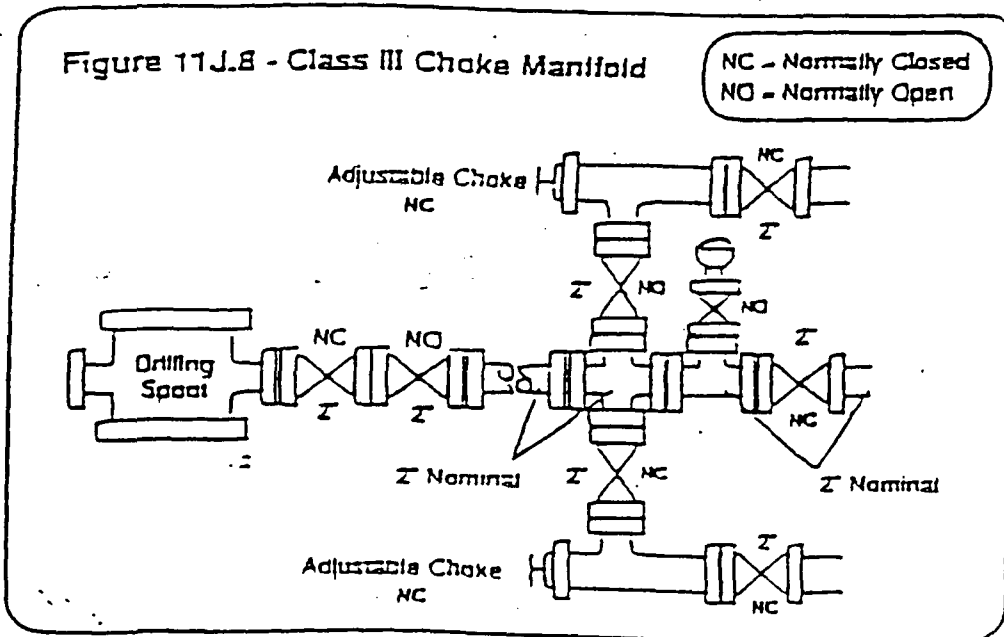 Figure 11J.8 - Class III Choke Manifold
NC - Normally Closed
NO - Normally Open
Adjustable Choke
NC
NC
2"
2"
NO
NO
NC
NO
2"
Drilling
Spool
2"
2"
NC
2" Nominal
2"
NC
2" Nominal
Adjustable Choke
NC
2"
NC